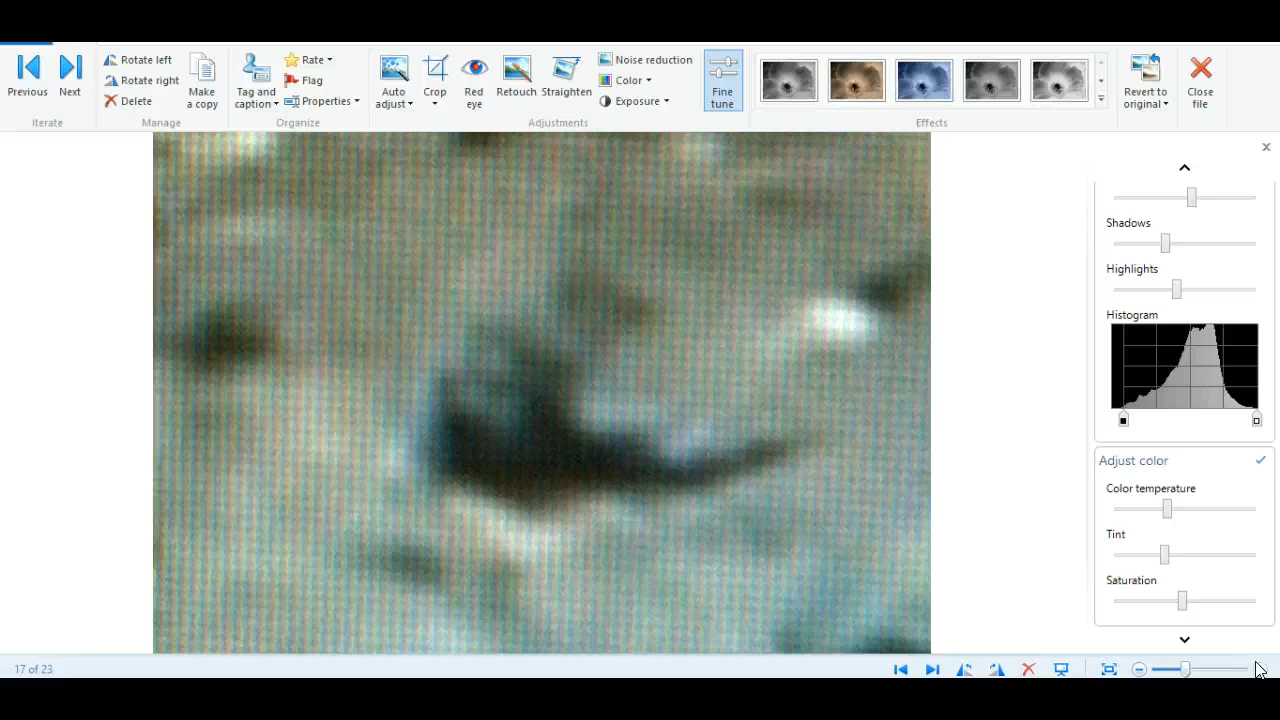 Previous
Next
Iterate
Rotate left
Rotate right
Delete
Make
a copy
Manage
Tag and
caption
Rate
Flag
Properties
Organize
Auto
adjust
Crop
Red
eye
Retouch
Straighten
Noise reduction
Color
Exposure
Adjustments
Fine
tune
Effects
Revert to
original
Close
file
Shadows
Highlights
Histogram
Adjust color
Color temperature
Tint
Saturation
17 of 23